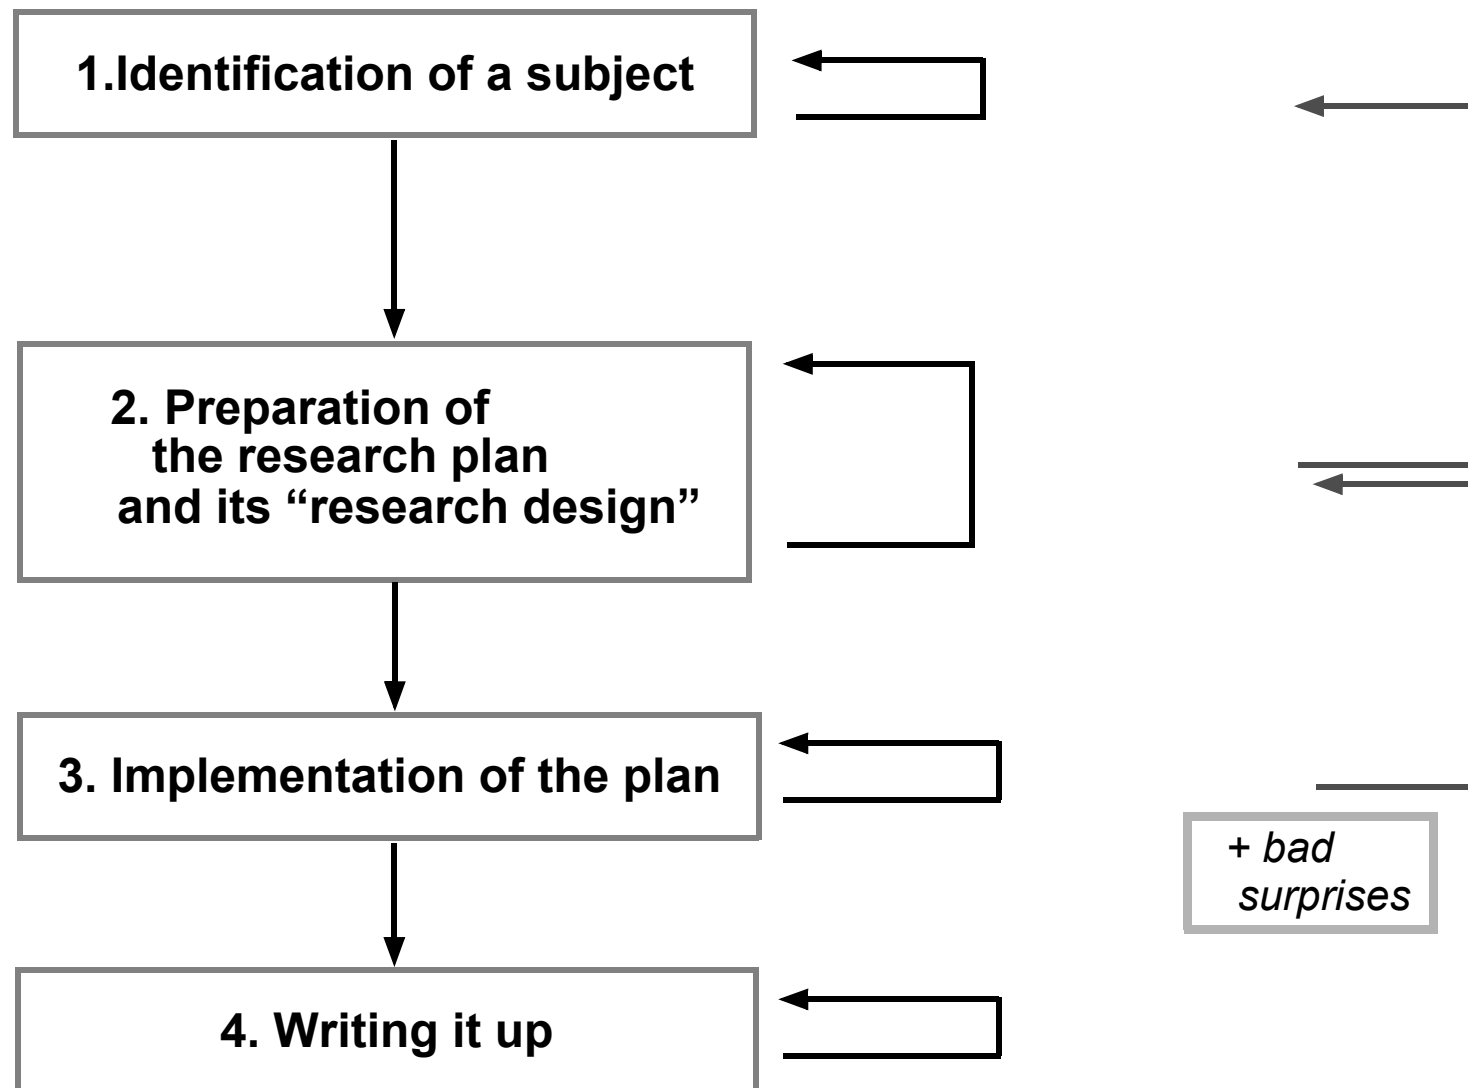 1.Identification of a subject
2. Preparation of
the research plan
and its “research design”
3. Implementation of the plan
+ bad
surprises
4. Writing it up